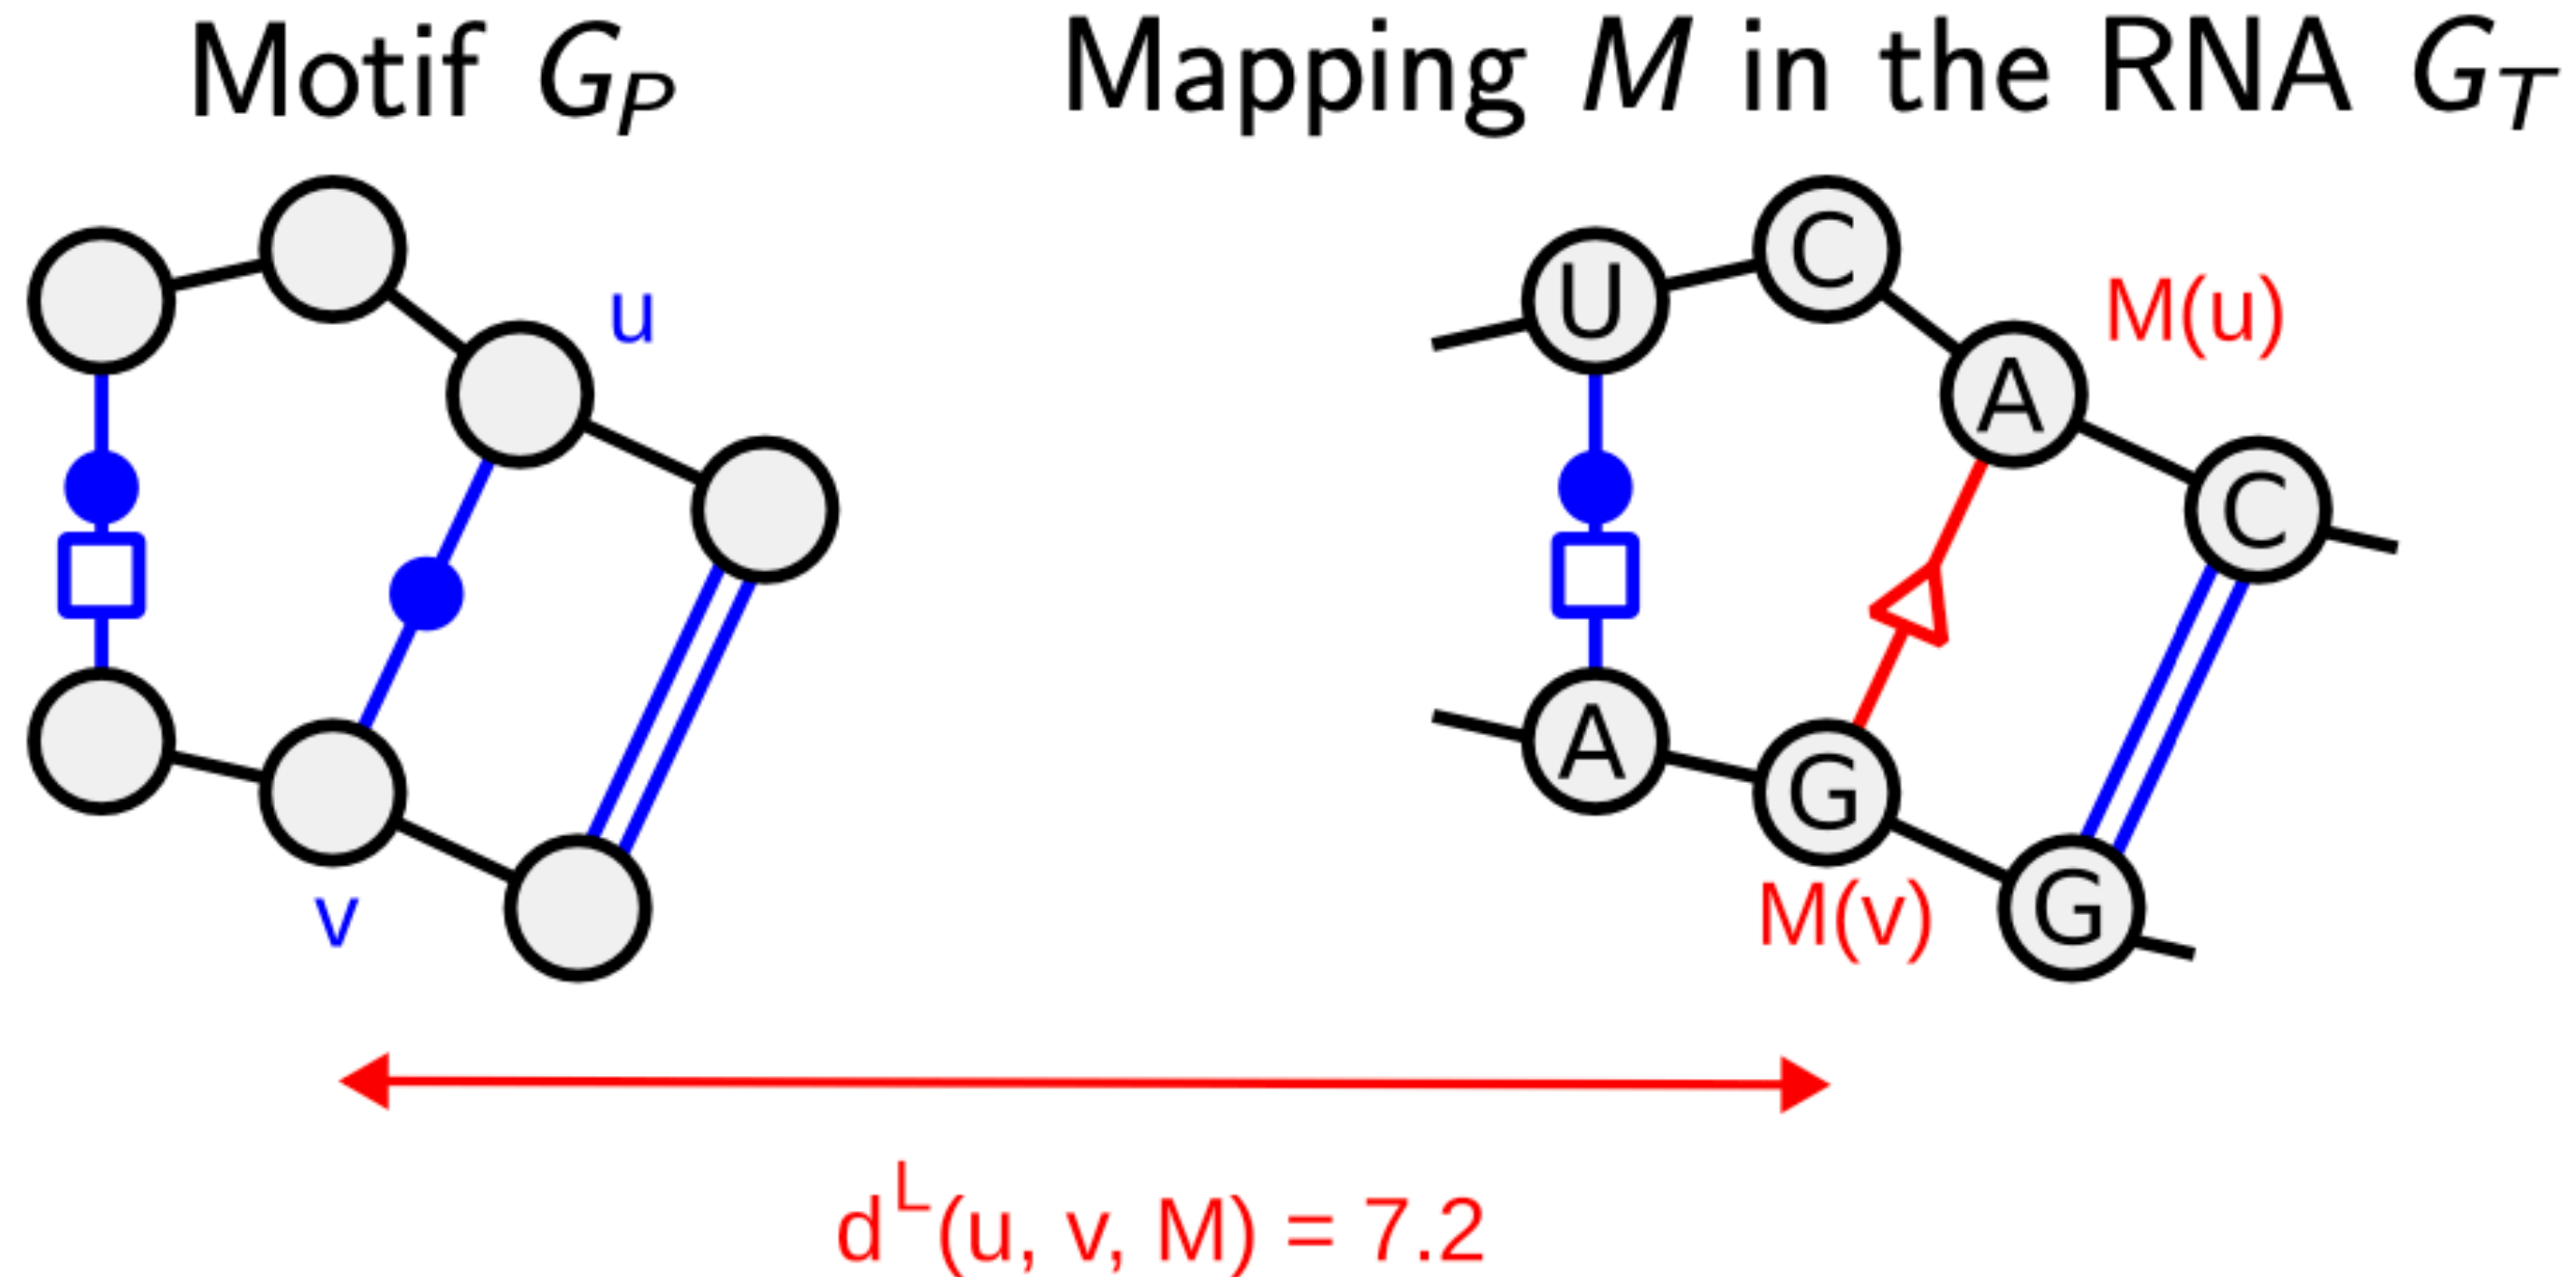 Motif G_P
Mapping M in the RNA G_T
u
v
U
C
A
M(u)
C
A
G
M(v)
G
d^L(u, v, M) = 7.2